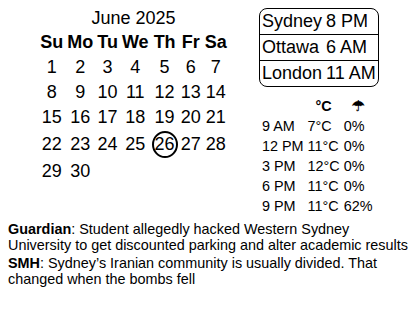 June 2025
Su Mo Tu We Th Fr Sa
1 2 3 4 5 6 7
8 9 10 11 12 13 14
15 16 17 18 19 20 21
22 23 24 25 26 27 28
29 30
Sydney 8 PM
Ottawa 6 AM
London 11 AM
°C ☂
9 AM 7°C 0%
12 PM 11°C 0%
3 PM 12°C 0%
6 PM 11°C 0%
9 PM 11°C 62%
Guardian: Student allegedly hacked Western Sydney
University to get discounted parking and alter academic results
SMH: Sydney’s Iranian community is usually divided. That
changed when the bombs fell